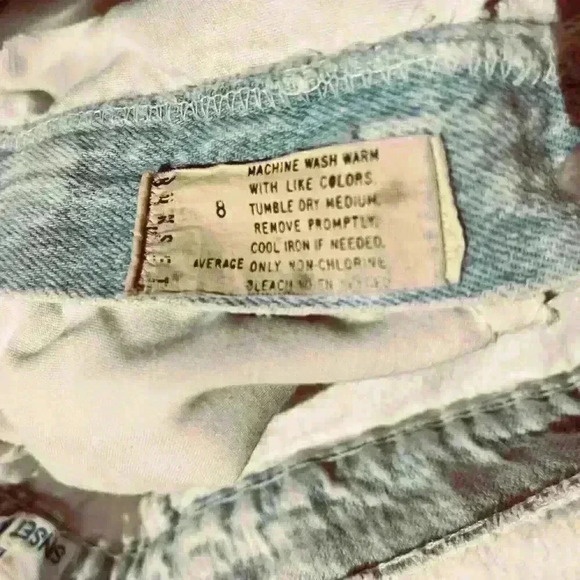 8
AVERAGE
MACHINE WASH WARM
WITH LIKE COLORS.
TUMBLE DRY MEDIUM,
REMOVE PROMPTLY.
COOL IRON IF NEEDED.
ONLY NON-CHLORINE
BLEACH